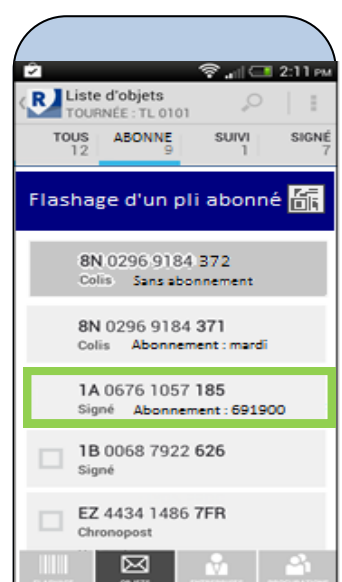 2:11 PM
R Liste d'objets
TOURNÉE : TL 0101
TOUS ABONNE SUIVI SIGNÉ
12 9 1 7
Flashage d'un pli abonné
8N 0296 9184 372
Colis Sans abonnement
8N 0296 9184 371
Colis Abonnement : mardi
1A 0676 1057 185
Signé Abonnement : 691900
1B 0068 7922 626
Signé
EZ 4434 1486 7FR
Chronopost